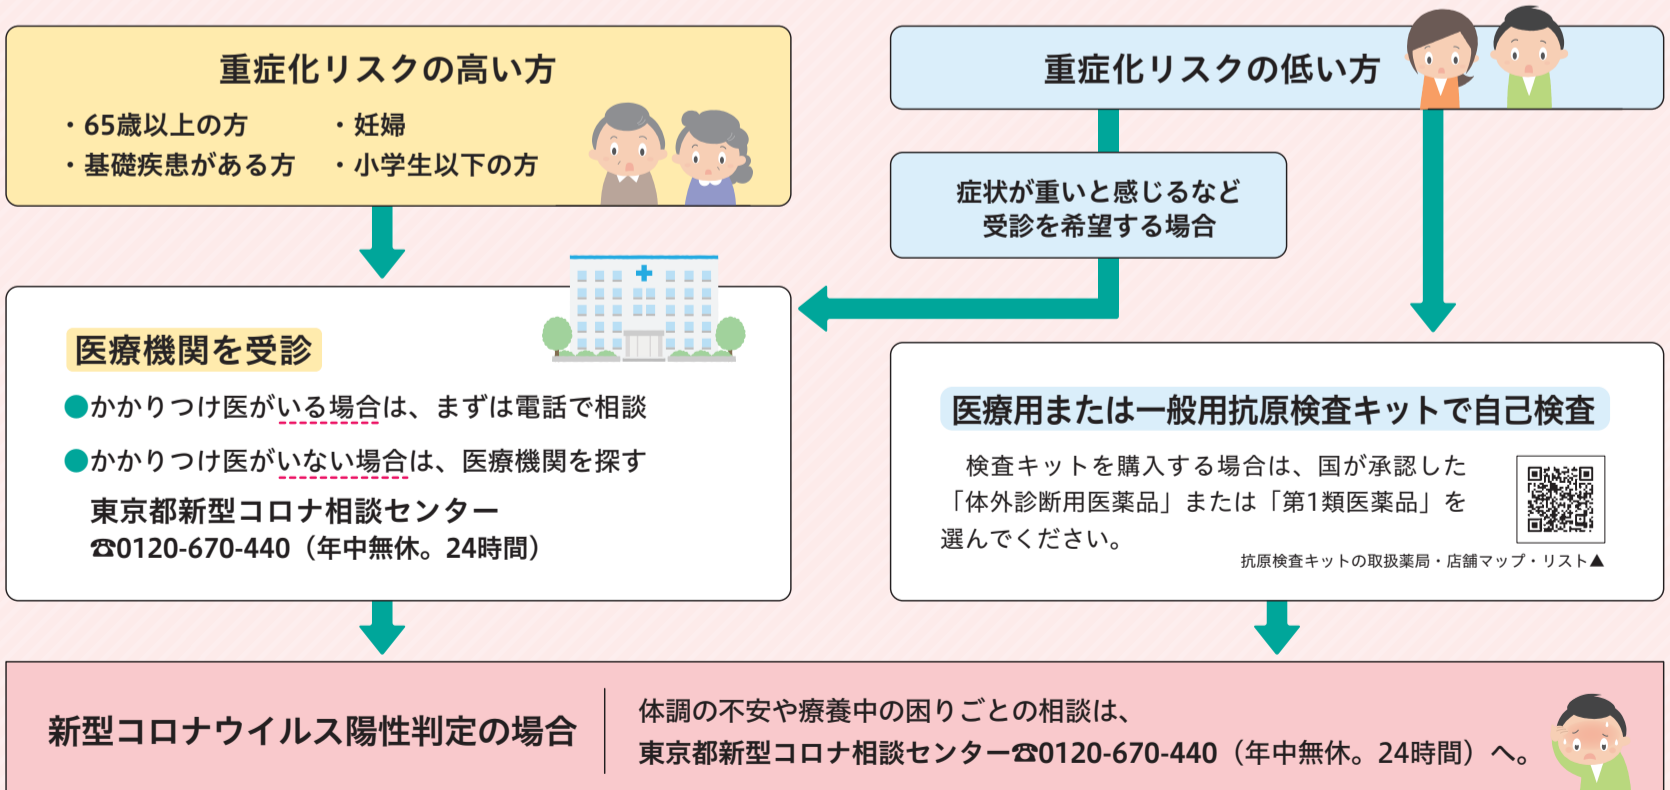 重症化リスクの高い方
・65歳以上の方
・妊婦
・基礎疾患がある方
・小学生以下の方
重症化リスクの低い方
症状が重いと感じるなど
受診を希望する場合
医療機関を受診
●かかりつけ医がいる場合は、まずは電話で相談
●かかりつけ医がいない場合は、医療機関を探す
東京都新型コロナ相談センター
☎0120-670-440（年中無休。24時間）
医療用または一般用抗原検査キットで自己検査
検査キットを購入する場合は、国が承認した
「体外診断用医薬品」または「第1類医薬品」を
選んでください。
抗原検査キットの取扱薬局・店舗マップ・リスト▲
新型コロナウイルス陽性判定の場合
体調の不安や療養中の困りごとの相談は、
東京都新型コロナ相談センター☎0120-670-440（年中無休。24時間）へ。